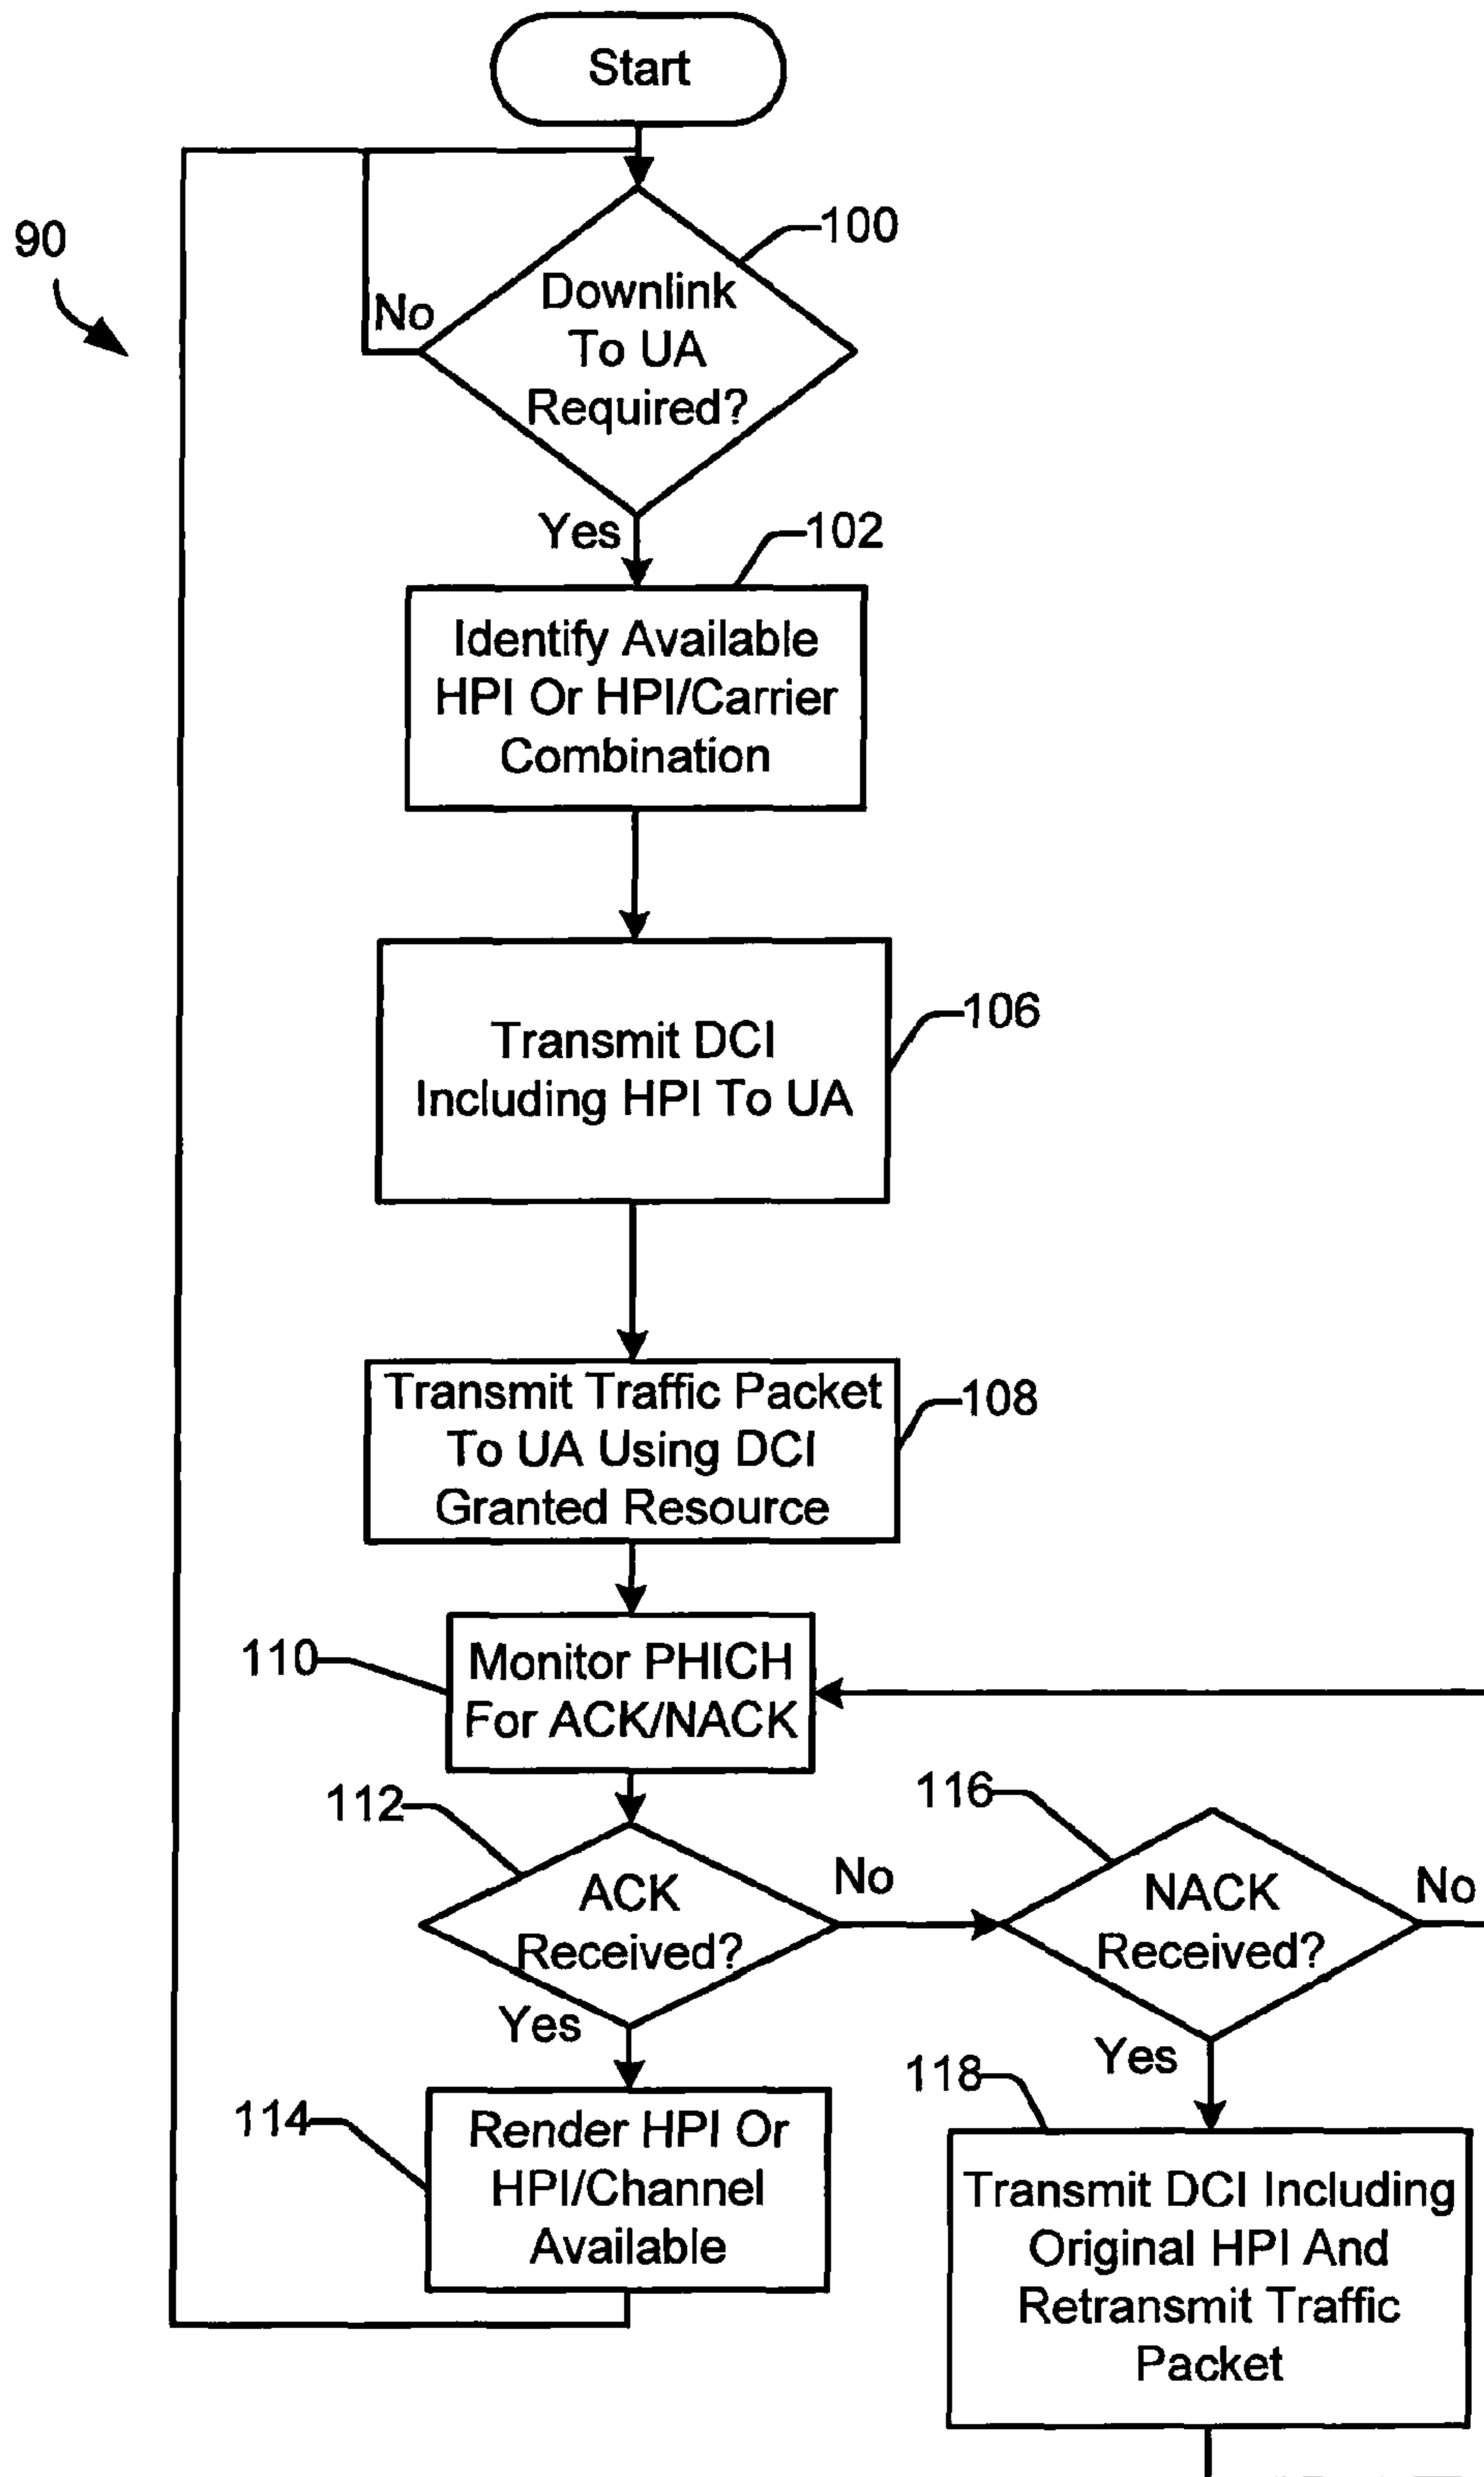 Start
90
100
Downlink
To UA
Required?
No
Yes
102
Identify Available
HPI Or HPI/Carrier
Combination
106
Transmit DCI
Including HPI To UA
108
Transmit Traffic Packet
To UA Using DCI
Granted Resource
110
Monitor PHICH
For ACK/NACK
112
ACK
Received?
No
116
NACK
Received?
No
Yes
Yes
114
Render HPI Or
HPI/Channel
Available
118
Transmit DCI Including
Original HPI And
Retransmit Traffic
Packet